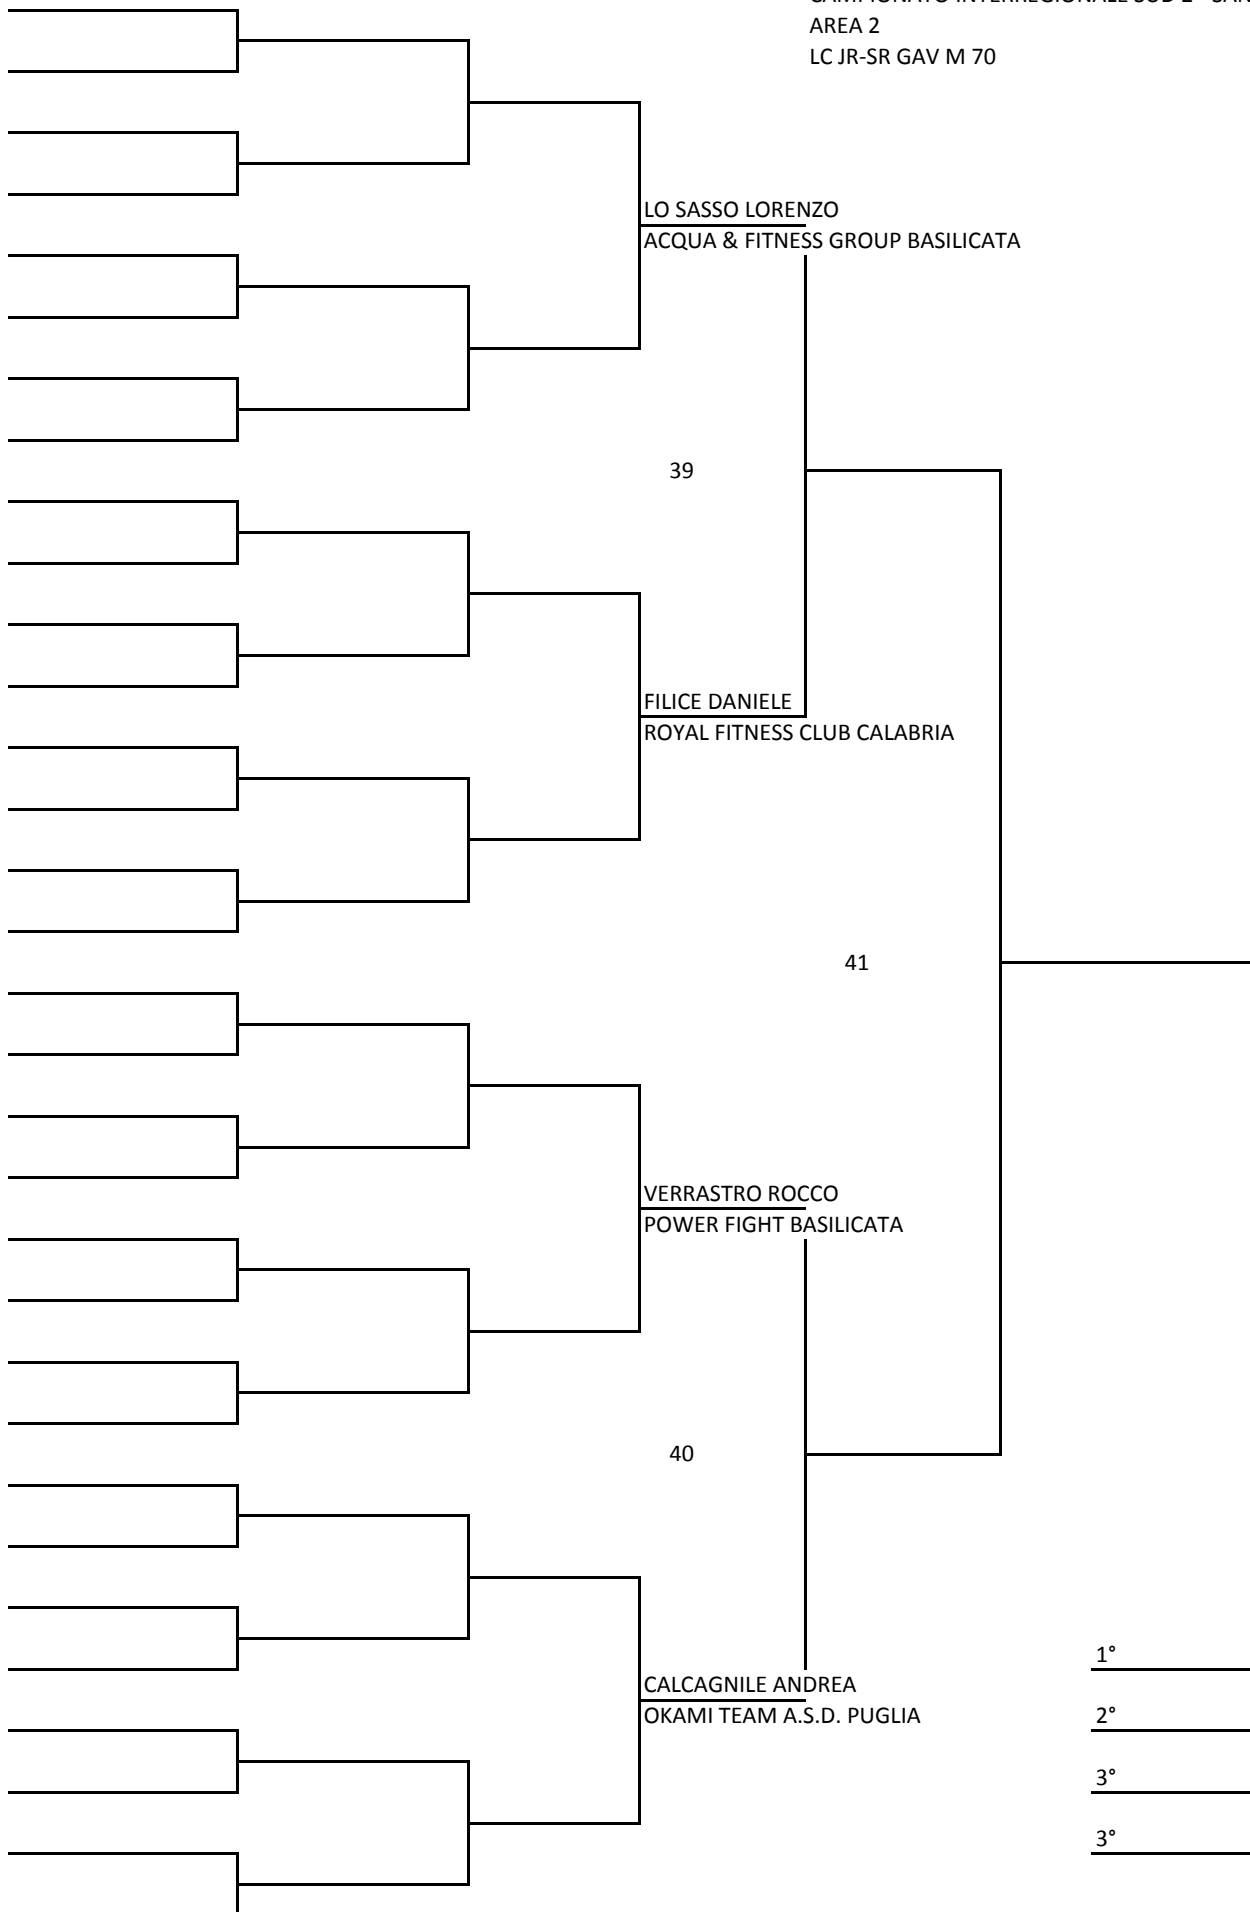 AREA 2
LC JR-SR GAV M 70
LO SASSO LORENZO
ACQUA & FITNESS GROUP BASILICATA
39
FILICE DANIELE
ROYAL FITNESS CLUB CALABRIA
41
VERRASTRO ROCCO
POWER FIGHT BASILICATA
40
1°
CALCAGNILE ANDREA
OKAMI TEAM A.S.D. PUGLIA
2°
3°
3°